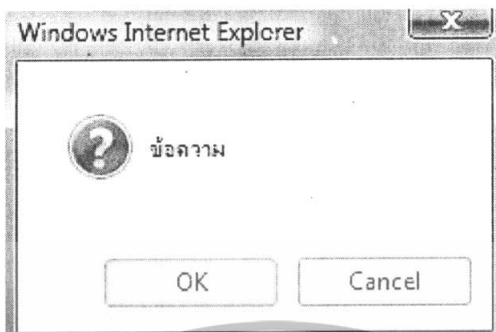 Windows Internet Explorer
X
?
ข้อความ
OK
Cancel